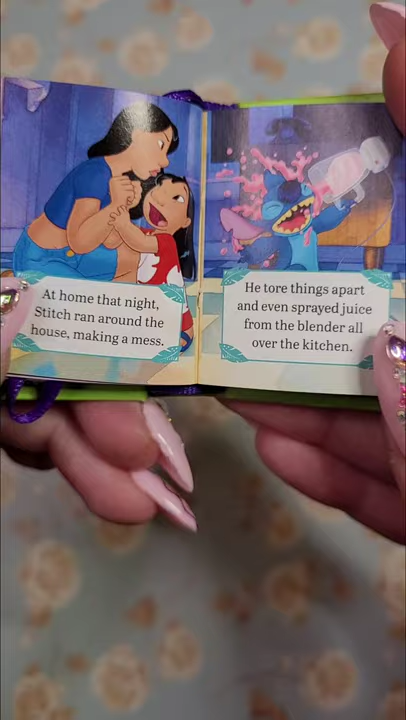 At home that night,
Stitch ran around the
house, making a mess.
He tore things apart
and even sprayed juice
from the blender all
over the kitchen.